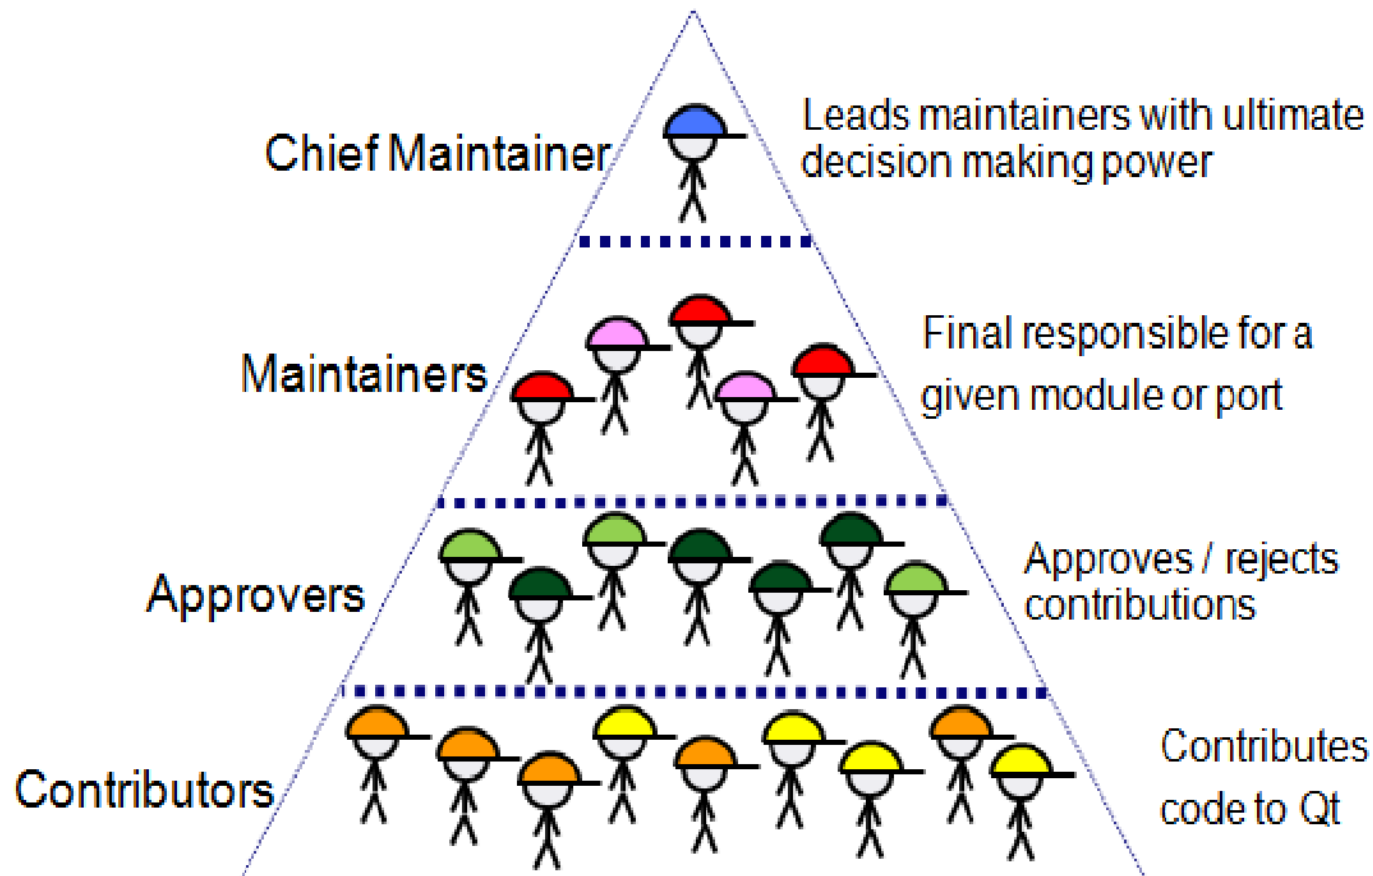 Chief Maintainer
Leads maintainers with ultimate
decision making power
Maintainers
Final responsible for a
given module or port
Approvers
Approves / rejects
contributions
Contributors
Contributes
code to Qt